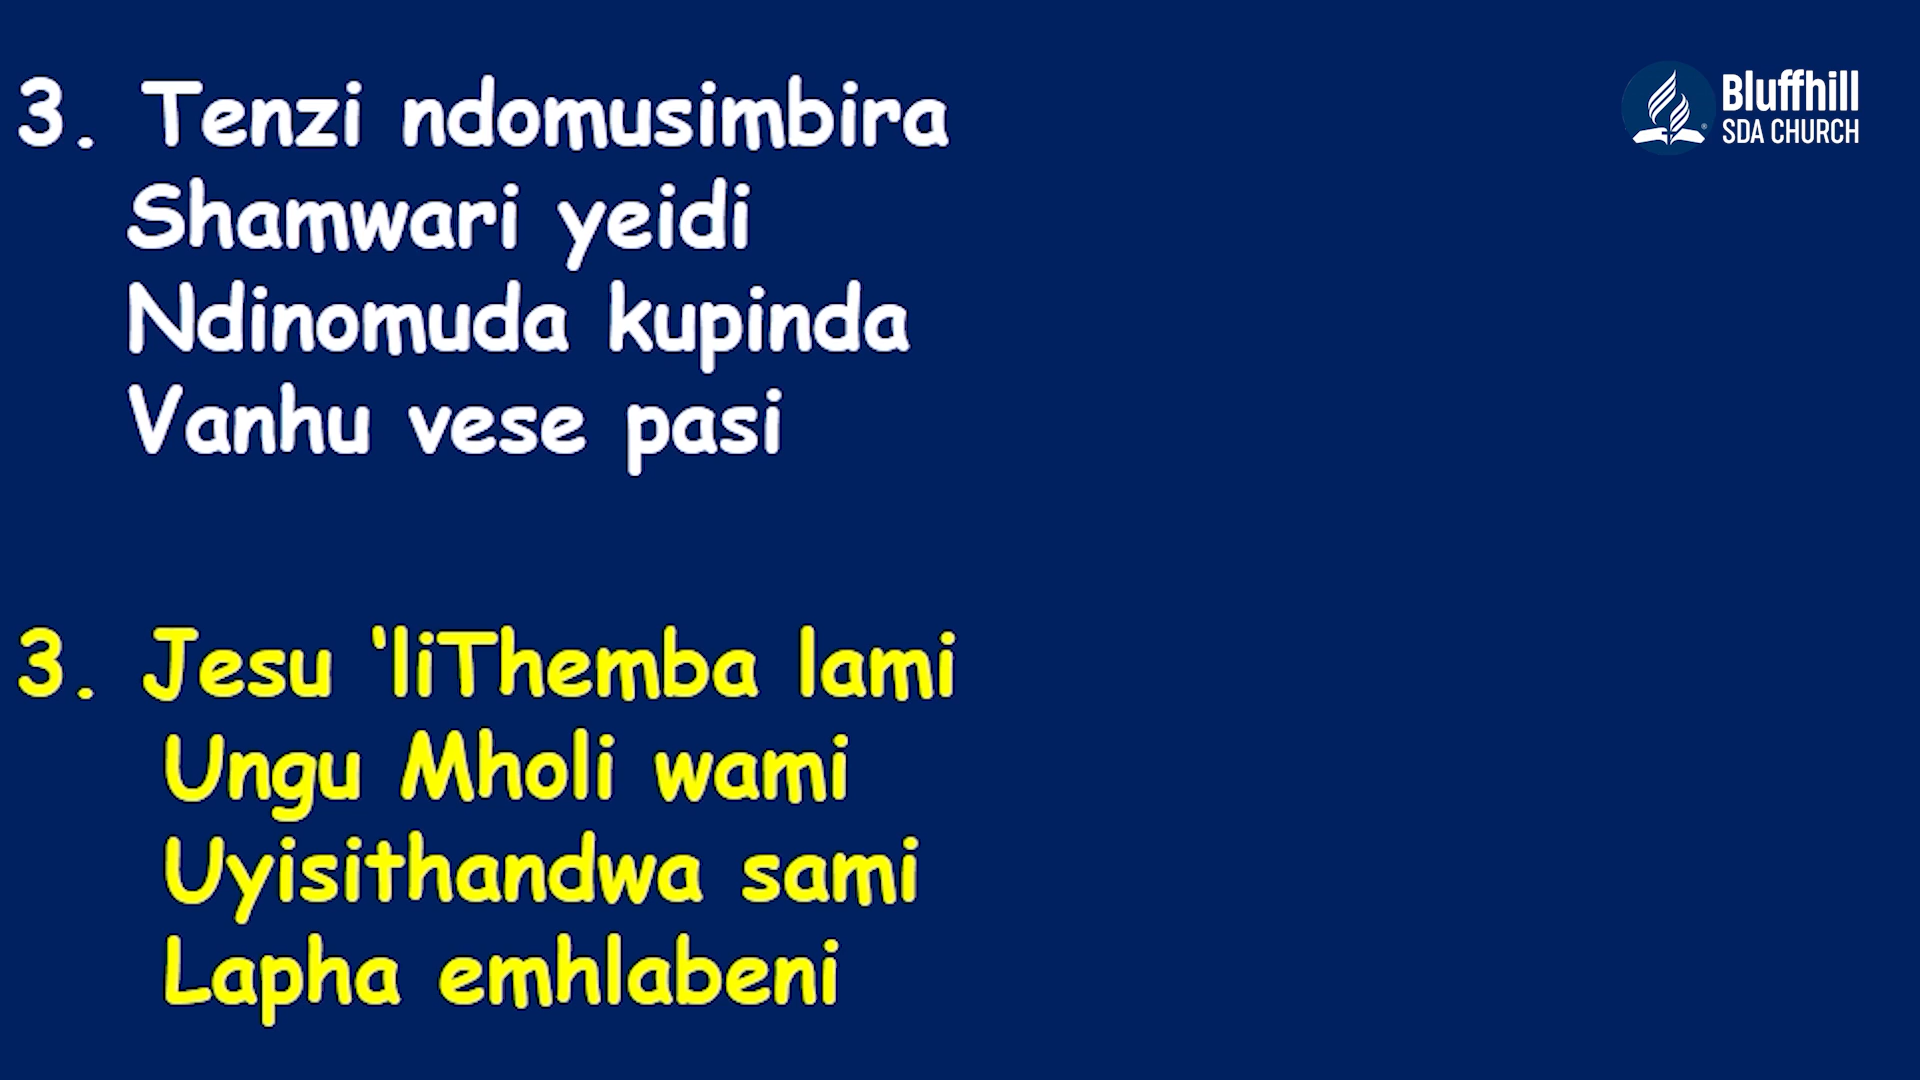 3. Tenzi ndomusimbira
Shamwari yeidi
Ndinomuda kupinda
Vanhu vese pasi
3. Jesu ‘liThemba lami
Ungu Mholi wami
Uyisithandwa sami
Lapha emhlabeni
Bluffhill
SDA CHURCH